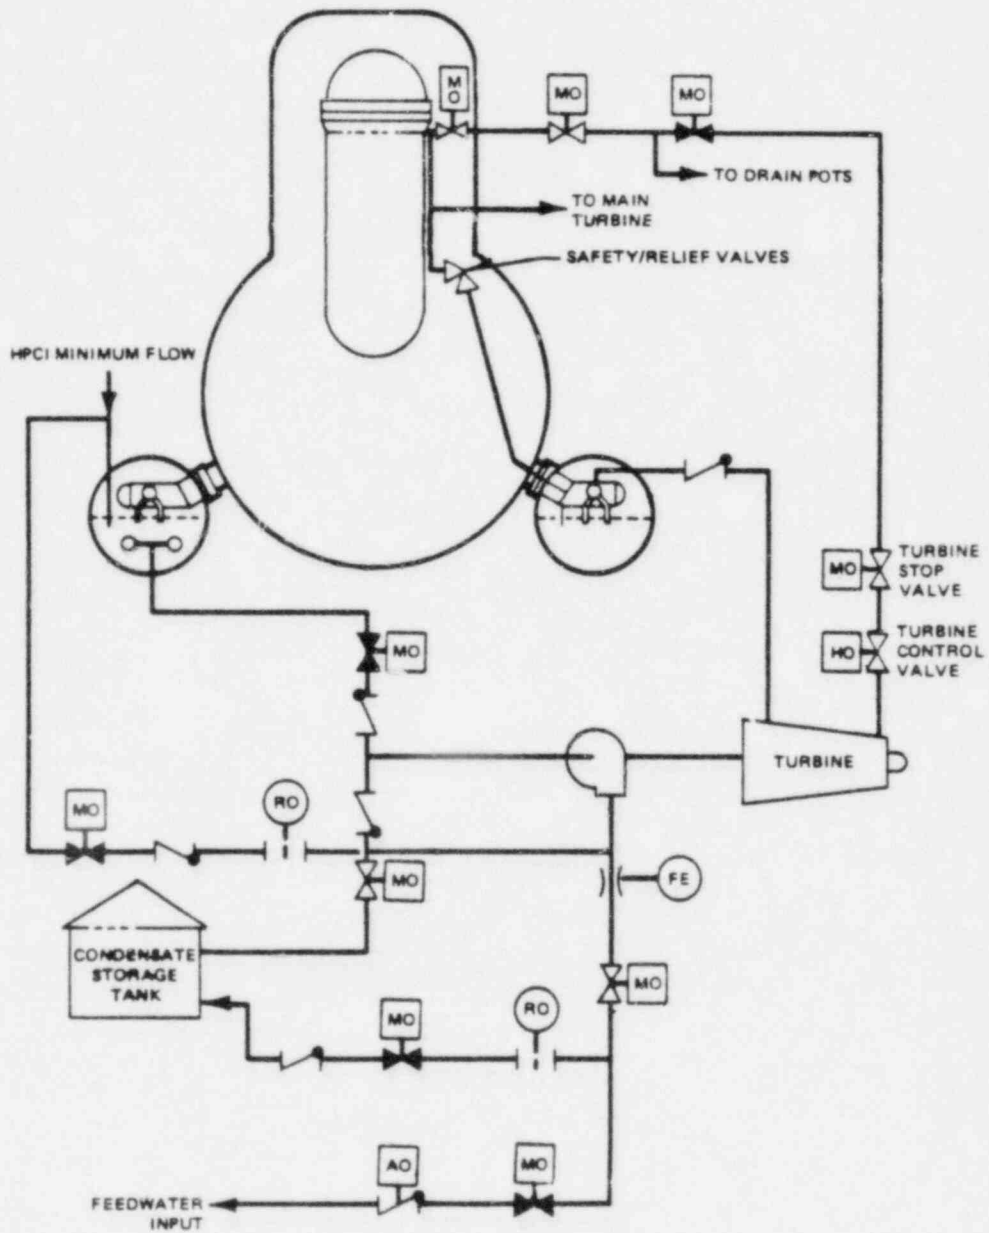 M
O
MO
MO
TO DRAIN POTS
TO MAIN
TURBINE
SAFETY/RELIEF VALVES
HPCI MINIMUM FLOW
MO
TURBINE
STOP
VALVE
MO
HO
TURBINE
CONTROL
VALVE
TURBINE
MO
RO
MO
FE
CONDENSATE
STORAGE
TANK
MO
MO
RO
AO
MO
FEEDWATER
INPUT